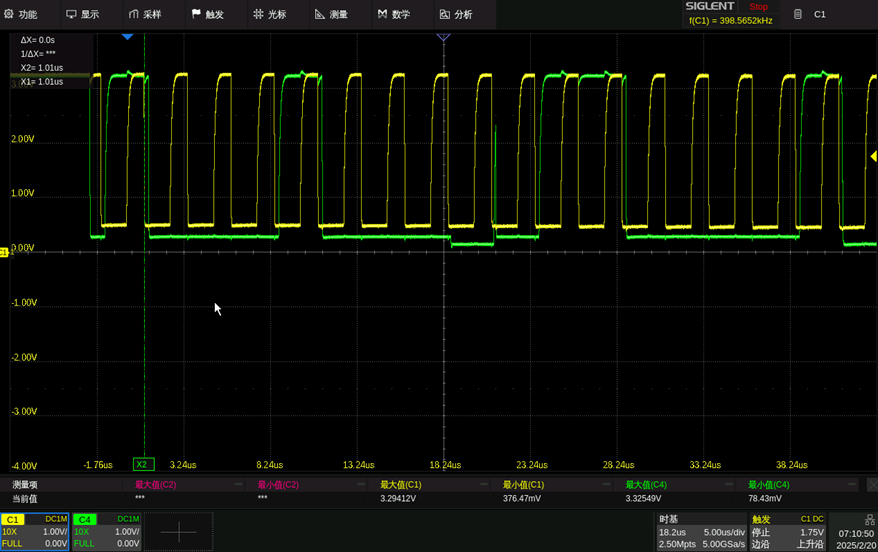 功能 显示 采样 触发 光标 测量 数学 分析 SIGLENT Stop C1
f(C1) = 398.5652kHz
ΔX= 0.0s
1/ΔX= ***
X2= 1.01us
X1= 1.01us
2.00V
1.00V
0.00V
C1
-1.00V
-2.00V
-3.00V
-4.00V
-1.76us X2 3.24us 8.24us 13.24us 18.24us 23.24us 28.24us 33.24us 38.24us
测量项 最大值(C2) 最小值(C2) 最大值(C1) 最小值(C1) 最大值(C4) 最小值(C4)
当前值 *** *** 3.29412V 376.47mV 3.32549V 78.43mV
C1 DC1M C4 DC1M 时基 触发 C1 DC
10X 1.00V/ 10X 1.00V/ 18.2us 5.00us/div 停止 1.75V 07:10:50
FULL 0.00V FULL 0.00V 2.50Mpts 5.00GSa/s 边沿 上升沿 2025/2/20